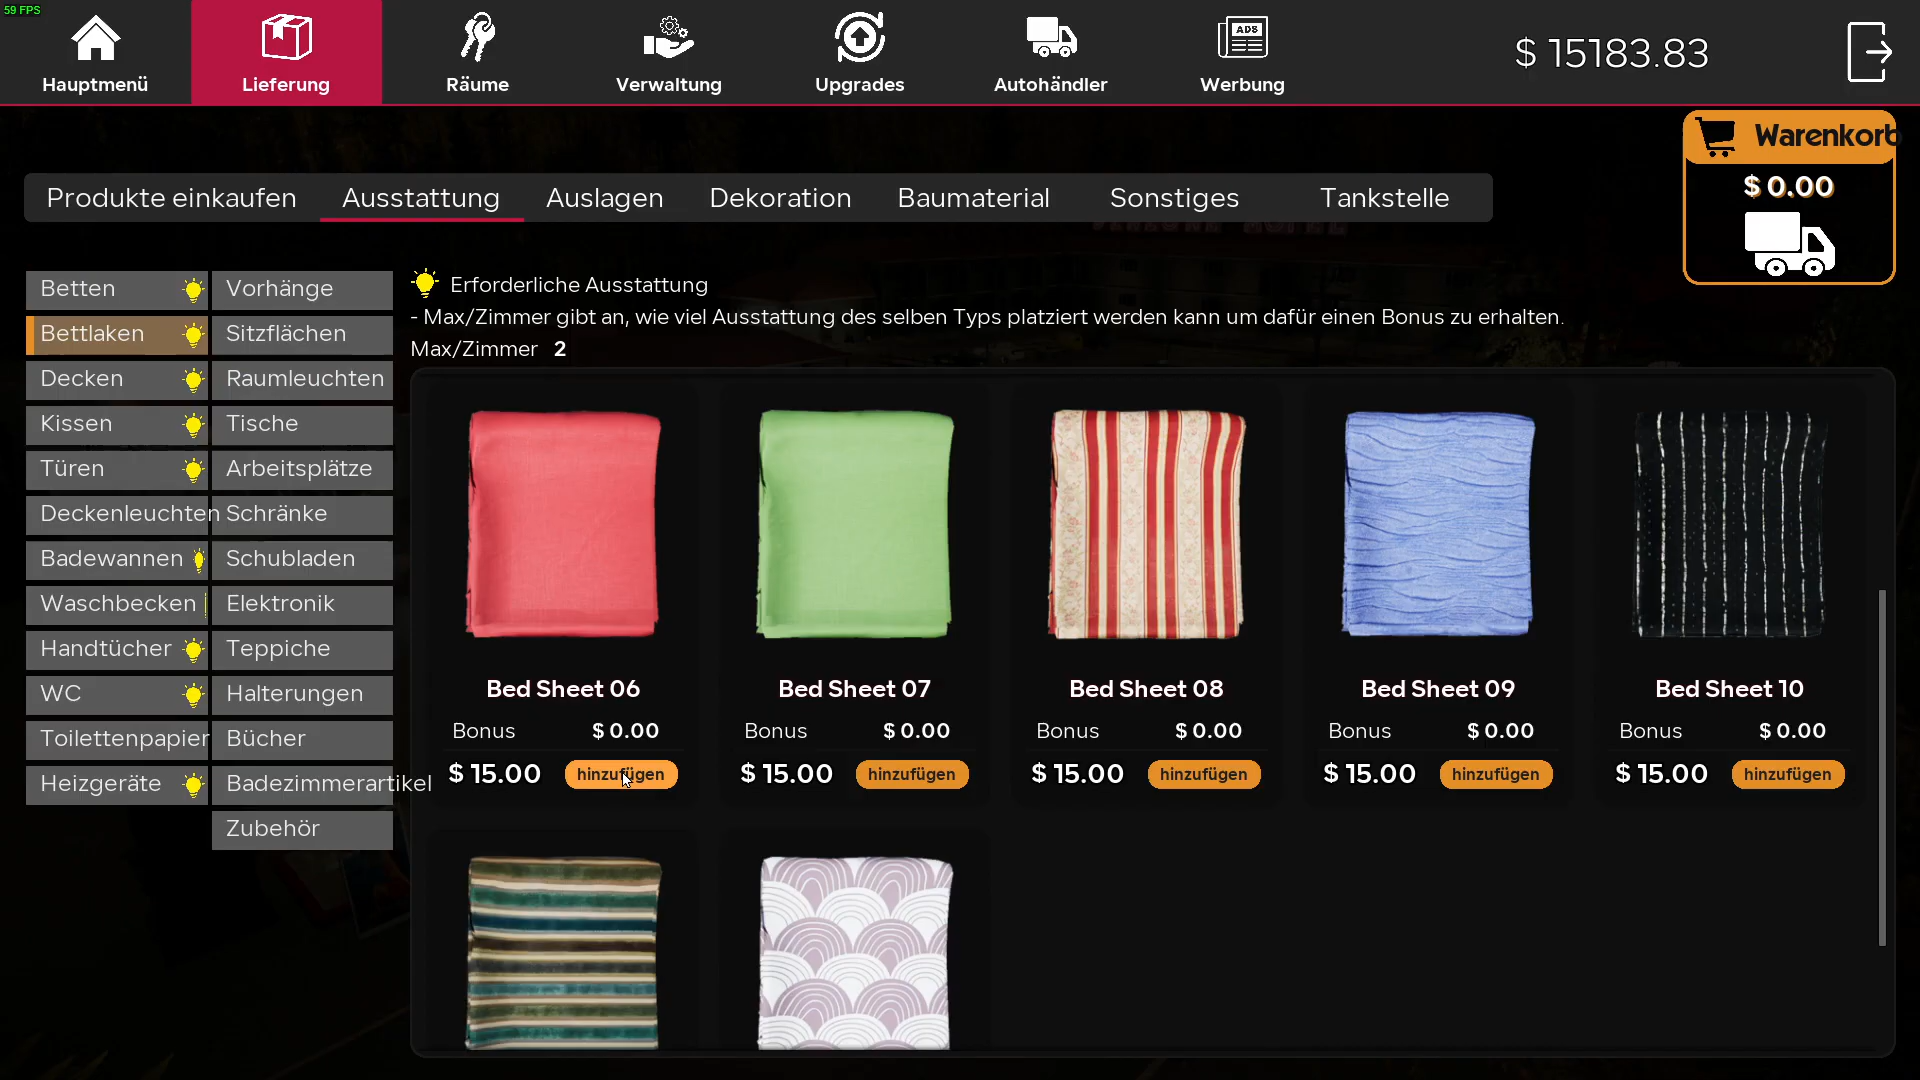 59 FPS
Hauptmenü
Lieferung
Räume
Verwaltung
Upgrades
Autohändler
ADS
Werbung
$ 15183.83
Warenkorb
$ 0.00
Produkte einkaufen
Ausstattung
Auslagen
Dekoration
Baumaterial
Sonstiges
Tankstelle
Betten
Vorhänge
Bettlaken
Sitzflächen
Decken
Raumleuchten
Kissen
Tische
Türen
Arbeitsplätze
Deckenleuchten
Schränke
Badewannen
Schubladen
Waschbecken
Elektronik
Handtücher
Teppiche
WC
Halterungen
Toilettenpapier
Bücher
Heizgeräte
Badezimmerartikel
Zubehör
Erforderliche Ausstattung
- Max/Zimmer gibt an, wie viel Ausstattung des selben Typs platziert werden kann um dafür einen Bonus zu erhalten.
Max/Zimmer 2
Bed Sheet 06
Bonus $ 0.00
$ 15.00 hinzufügen
Bed Sheet 07
Bonus $ 0.00
$ 15.00 hinzufügen
Bed Sheet 08
Bonus $ 0.00
$ 15.00 hinzufügen
Bed Sheet 09
Bonus $ 0.00
$ 15.00 hinzufügen
Bed Sheet 10
Bonus $ 0.00
$ 15.00 hinzufügen